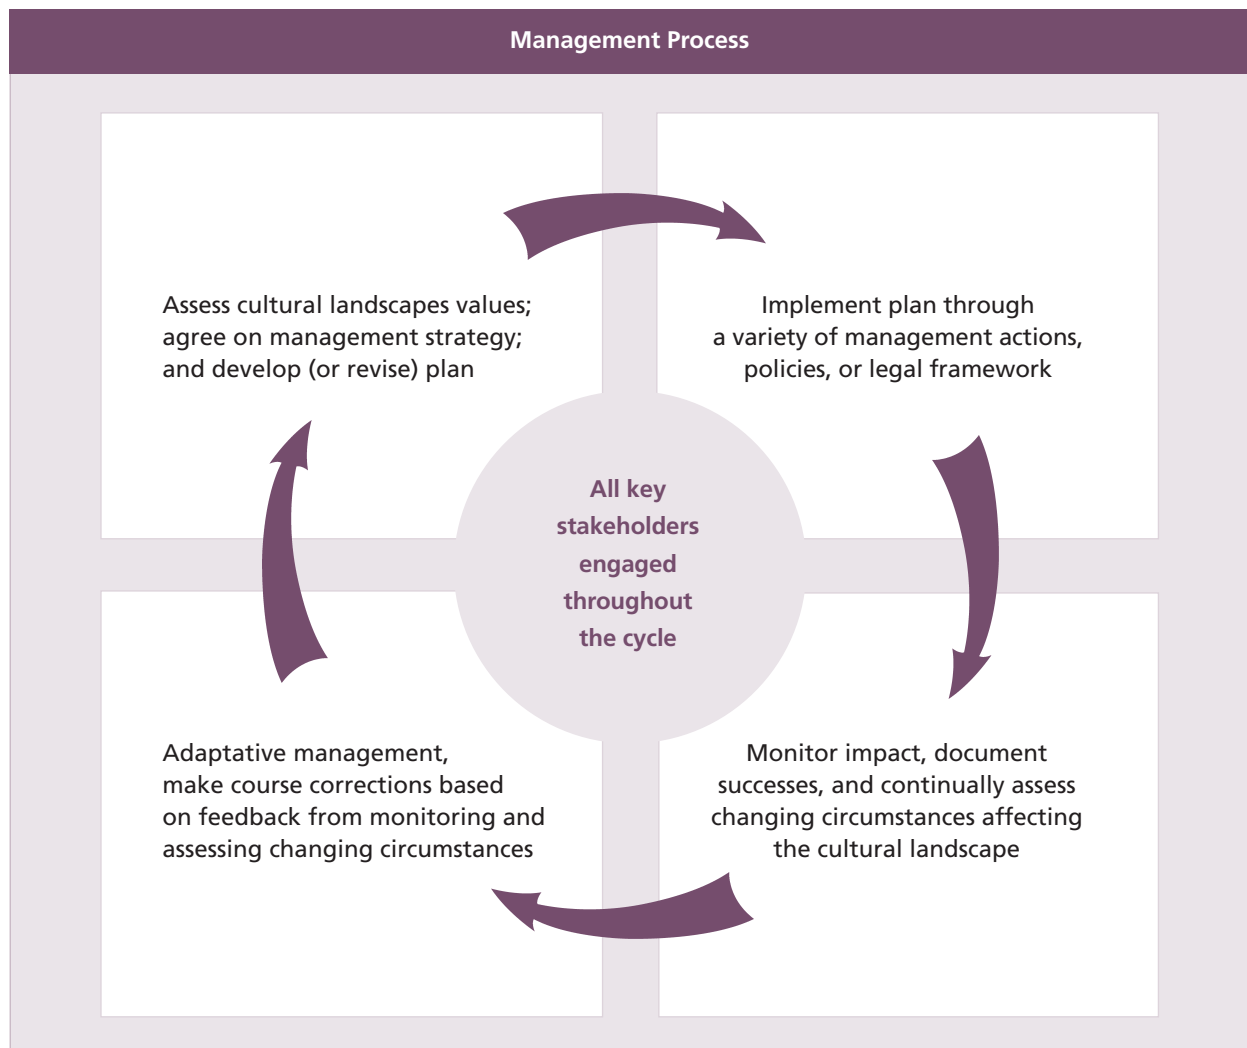 Management Process
Assess cultural landscapes values;
agree on management strategy;
and develop (or revise) plan
Implement plan through
a variety of management actions,
policies, or legal framework
All key
stakeholders
engaged
throughout
the cycle
Adaptative management,
make course corrections based
on feedback from monitoring and
assessing changing circumstances
Monitor impact, document
successes, and continually assess
changing circumstances affecting
the cultural landscape